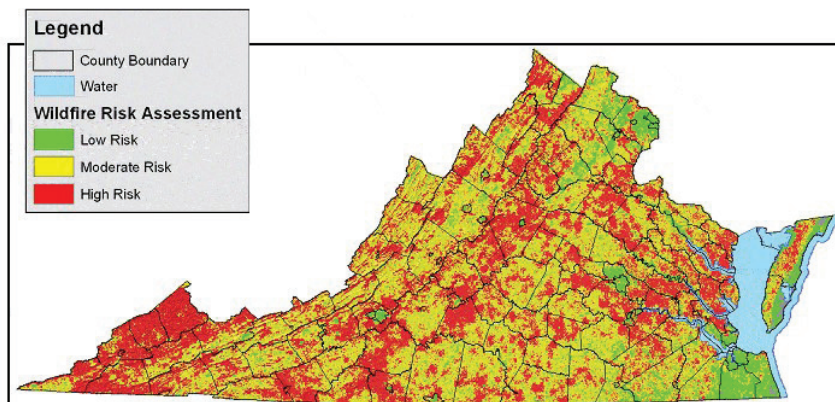 Legend
County Boundary
Water
Wildfire Risk Assessment
Low Risk
Moderate Risk
High Risk